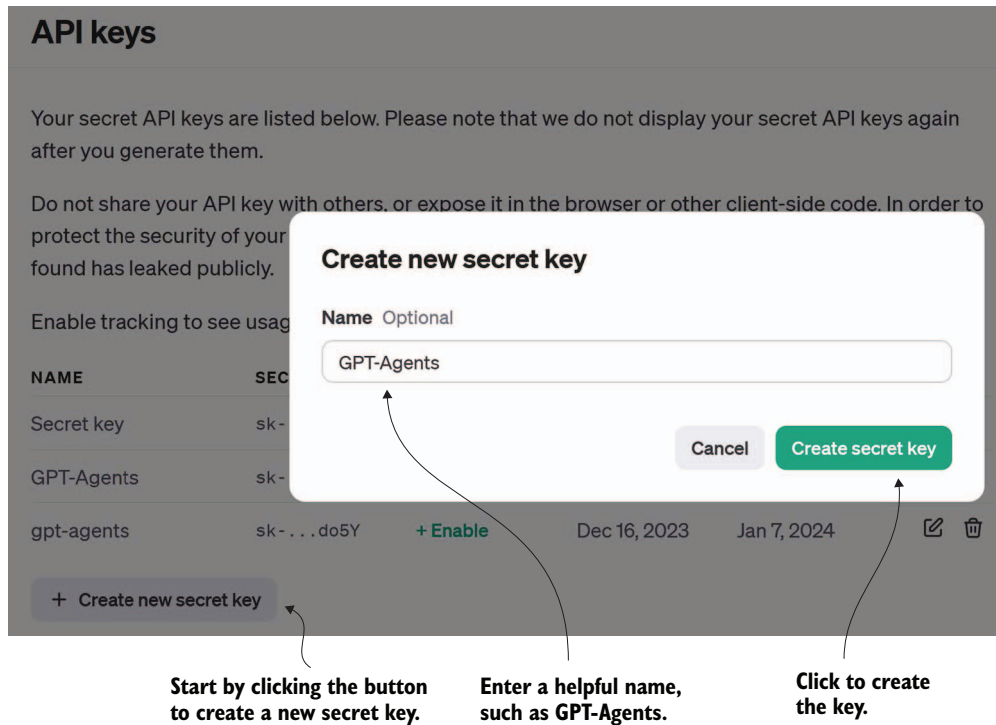 API keys
Your secret API keys are listed below. Please note that we do not display your secret API keys again
after you generate them.
Do not share your API key with others, or expose it in the browser or other client-side code. In order to
protect the security of your
found has leaked publicly.
Enable tracking to see usag
Create new secret key
Name Optional
GPT-Agents
Cancel Create secret key
NAME SEC
Secret key sk-
GPT-Agents sk-
gpt-agents sk-...do5Y + Enable Dec 16, 2023 Jan 7, 2024
+ Create new secret key
Start by clicking the button
to create a new secret key.
Enter a helpful name,
such as GPT-Agents.
Click to create
the key.